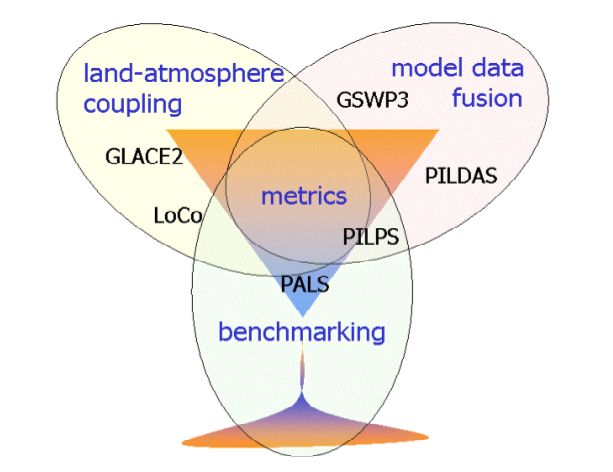 land-atmosphere
coupling
model data
fusion
GSWP3
GLACE2
PILDAS
metrics
LoCo
PILPS
PALS
benchmarking